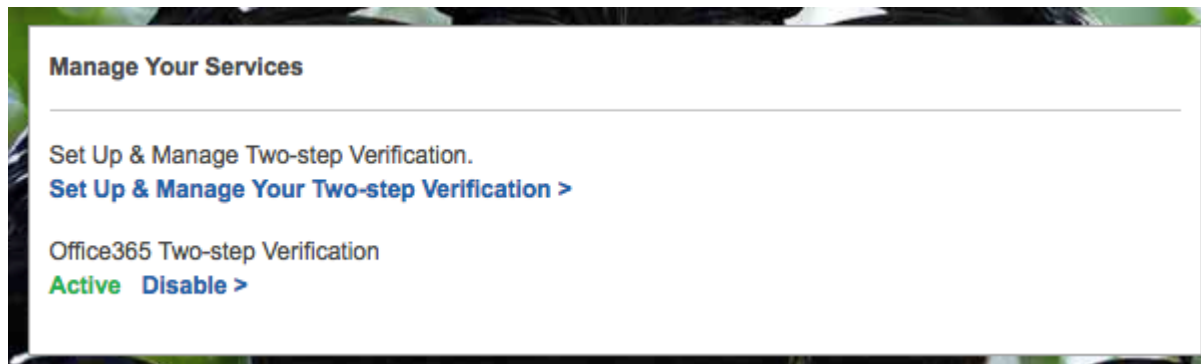 Manage Your Services
Set Up & Manage Two-step Verification.
Set Up & Manage Your Two-step Verification >
Office365 Two-step Verification
Active Disable >